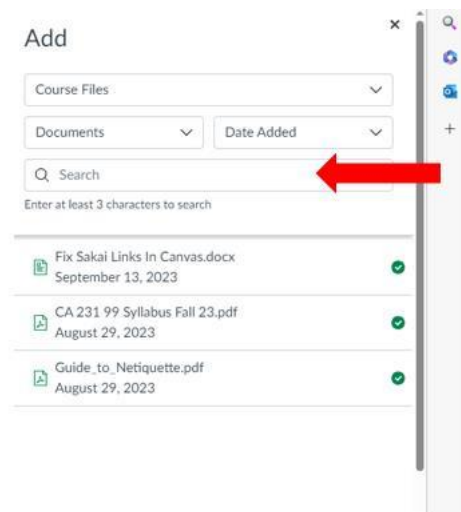 Add
Course Files
Documents
Date Added
Search
Enter at least 3 characters to search
Fix Sakai Links In Canvas.docx
September 13, 2023
CA 231 99 Syllabus Fall 23.pdf
August 29, 2023
Guide_to_Netiquette.pdf
August 29, 2023